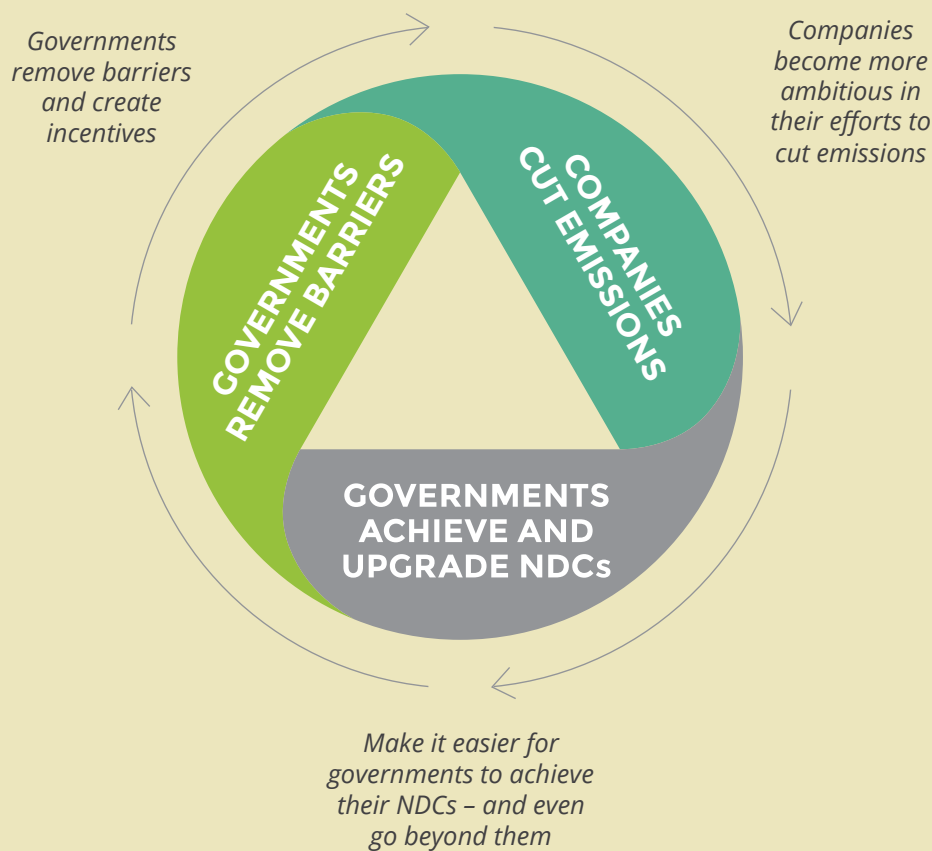 Governments
remove barriers
and create
incentives
Companies
become more
ambitious in
their efforts to
cut emissions
GOVERNMENTS
REMOVE BARRIERS
COMPANIES
CUT EMISSIONS
GOVERNMENTS
ACHIEVE AND
UPGRADE NDCs
Make it easier for
governments to achieve
their NDCs – and even
go beyond them